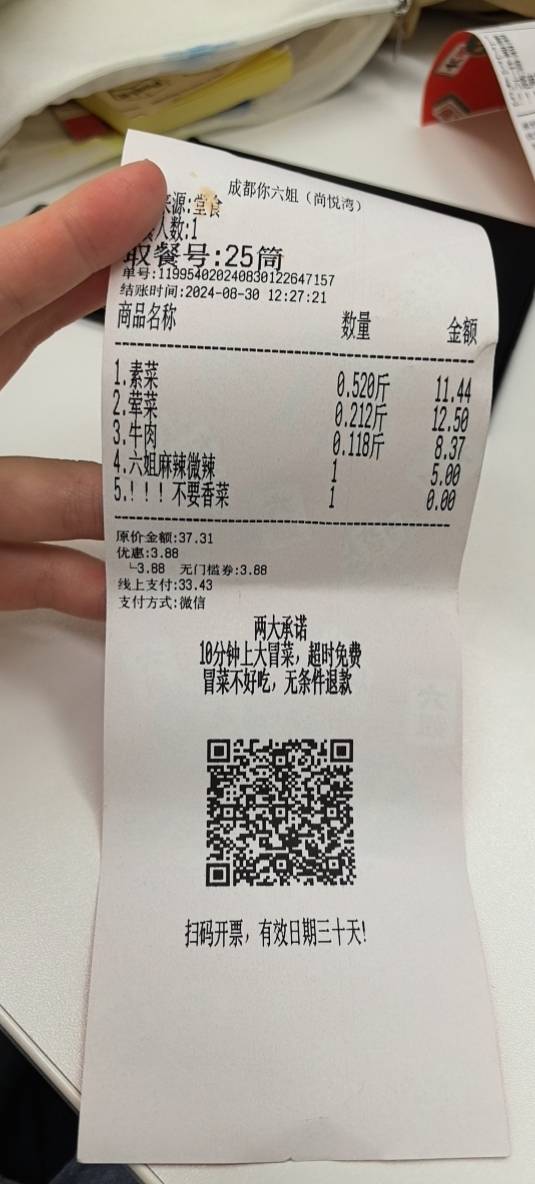 成都你六姐（尚悦湾）
源:堂食
人数:1
取餐号:25筒
单号:119954020240830122647157
结账时间:2024-08-30 12:27:21
商品名称 数量 金额
1.素菜 0.520斤 11.44
2.荤菜 0.212斤 12.50
3.牛肉 0.118斤 8.37
4.六姐麻辣微辣 1 5.00
5.!!!不要香菜 1 0.00
原价金额:37.31
优惠:3.88
└3.88 无门槛券:3.88
线上支付:33.43
支付方式:微信
两大承诺
10分钟上大冒菜，超时免费
冒菜不好吃，无条件退款
扫码开票，有效日期三十天!